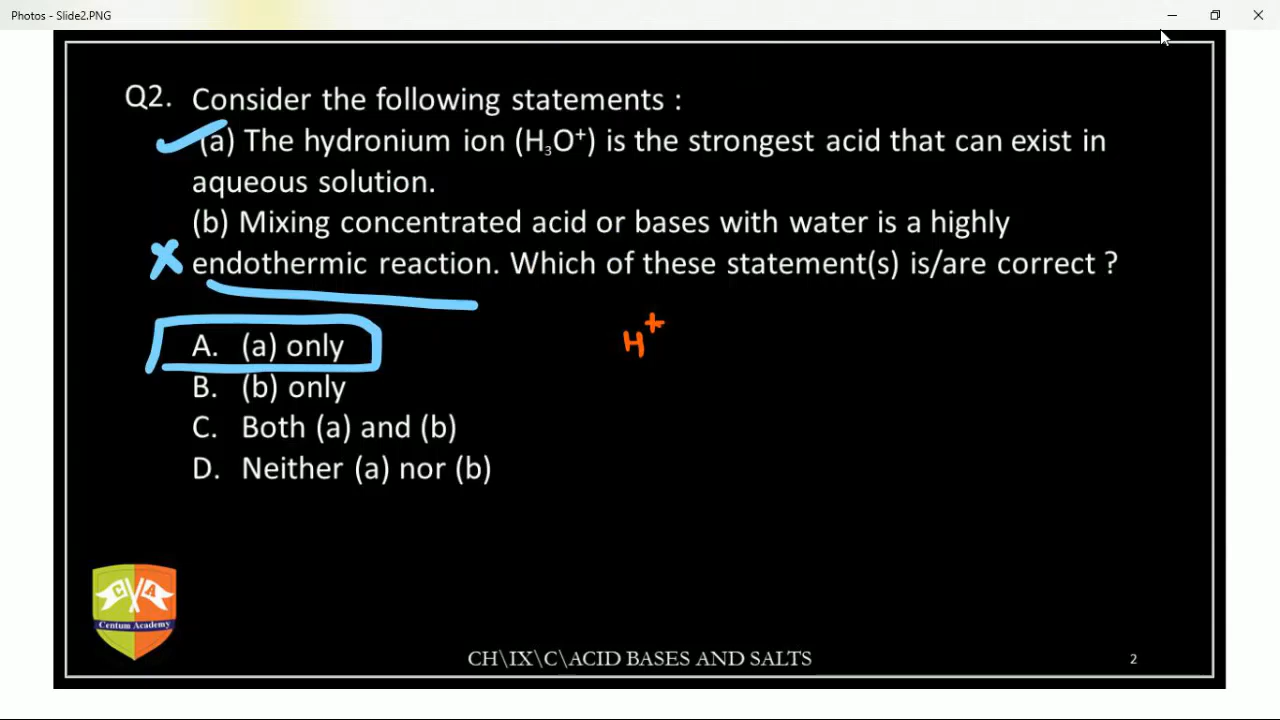 Photos - Slide2.PNG
Q2. Consider the following statements :
(a) The hydronium ion (H₃O⁺) is the strongest acid that can exist in
aqueous solution.
(b) Mixing concentrated acid or bases with water is a highly
endothermic reaction. Which of these statement(s) is/are correct ?
H⁺
A. (a) only
B. (b) only
C. Both (a) and (b)
D. Neither (a) nor (b)
C A
Centum Academy
CH\IX\C\ACID BASES AND SALTS
2